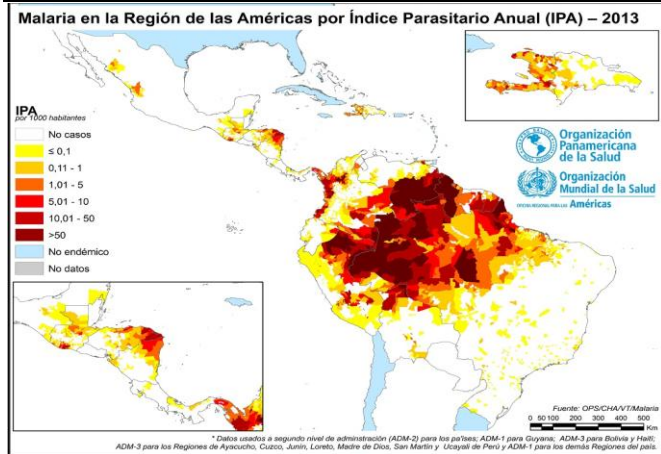 Malaria en la Región de las Américas por Índice Parasitario Anual (IPA) – 2013
IPA
por 1000 habitantes
No casos
≤ 0,1
0,11 - 1
1,01 - 5
5,01 - 10
10,01 - 50
>50
No endémico
No datos
Organización
Panamericana
de la Salud
Organización
Mundial de la Salud
OFICINA REGIONAL PARA LAS Américas
Fuente: OPS/CHA/VT/Malaria
0 50 100 200 300 400 500
Km
* Datos usados a segundo nivel de adminstración (ADM-2) para los países; ADM-1 para Guyana; ADM-3 para Bolivia y Haití;
ADM-3 para los Regiones de Ayacucho, Cuzco, Junín, Loreto, Madre de Dios, San Martín y Ucayali de Perú y ADM-1 para los demás Regiones del país.